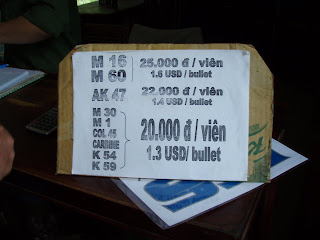 M 16
M 60
25.000 đ / viên
1.6 USD / bullet
AK 47
22.000 đ / viên
1.4 USD / bullet
M 30
M 1
COL 45
CARBINE
K 54
K 59
20.000 đ / viên
1.3 USD/ bullet